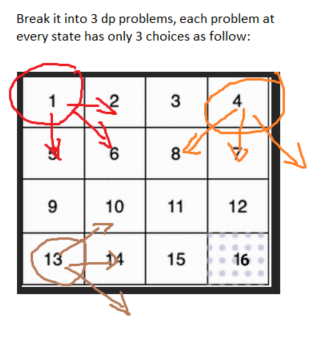 Break it into 3 dp problems, each problem at
every state has only 3 choices as follow:
1 2 3 4
5 6 8 7
9 10 11 12
13 14 15 16